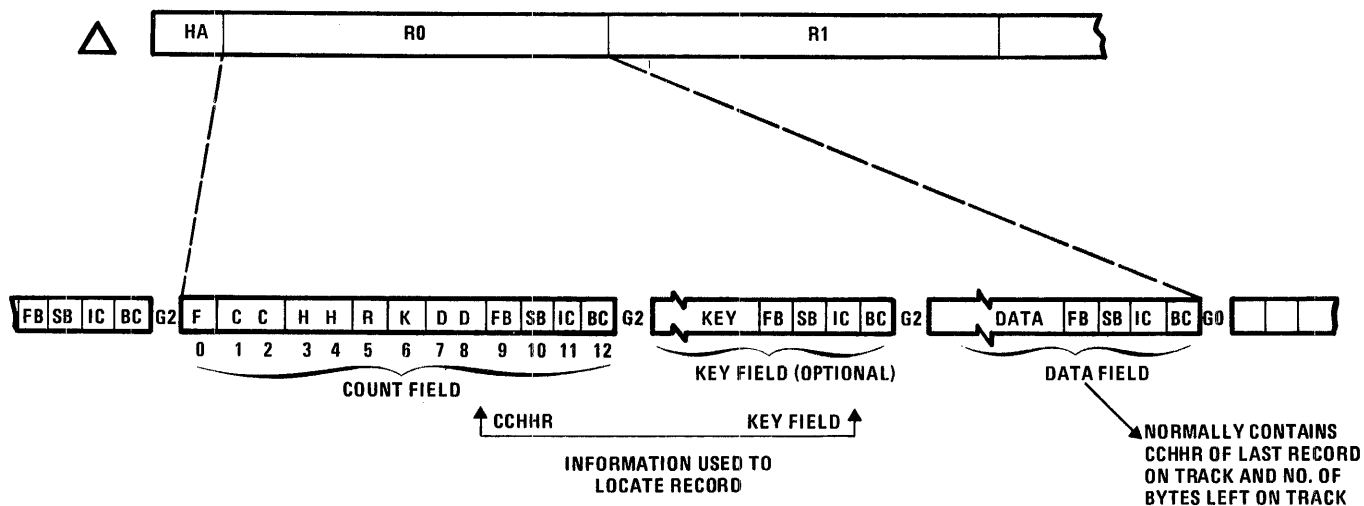 HA R0 R1
FB SB IC BC G2 F C C H H R K D D FB SB IC BC G2 KEY FB SB IC BC G2 DATA FB SB IC BC G0
0 1 2 3 4 5 6 7 8 9 10 11 12
COUNT FIELD
KEY FIELD (OPTIONAL)
DATA FIELD
CCHHR KEY FIELD
INFORMATION USED TO
LOCATE RECORD
NORMALLY CONTAINS
CCHHR OF LAST RECORD
ON TRACK AND NO. OF
BYTES LEFT ON TRACK